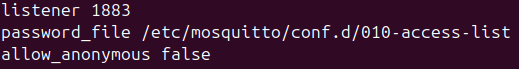 listener 1883
password_file /etc/mosquitto/conf.d/010-access-list
allow_anonymous false